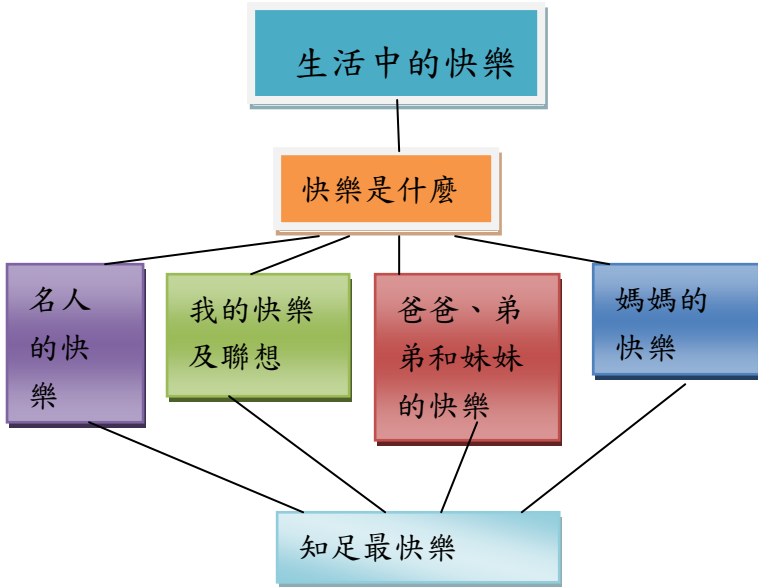 生活中的快樂
快樂是什麼
名人
的快
樂
我的快樂
及聯想
爸爸、弟
弟和妹妹
的快樂
媽媽的
快樂
知足最快樂